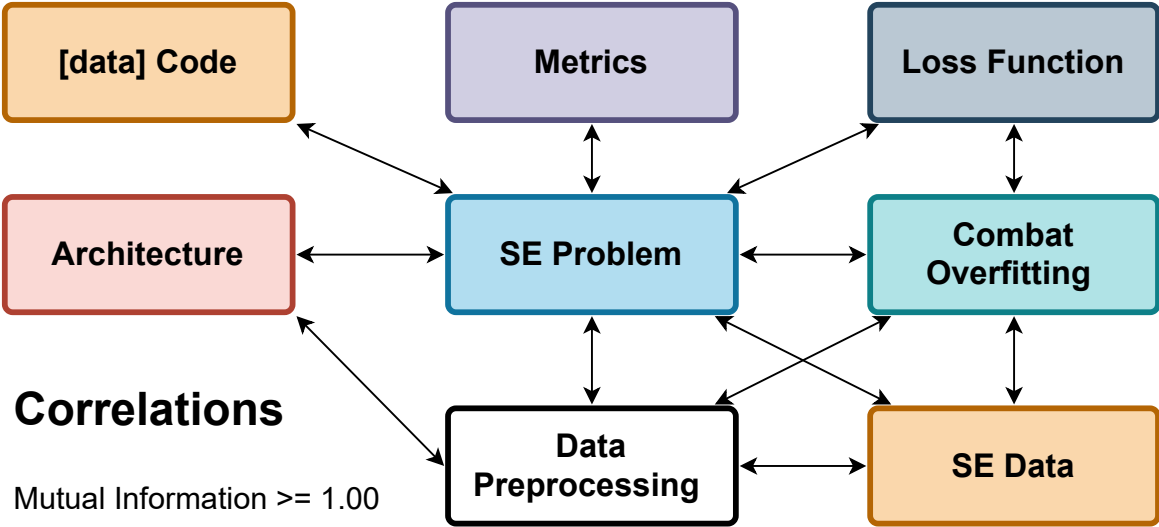 [data] Code
Metrics
Loss Function
Architecture
SE Problem
Combat
Overfitting
Correlations
Mutual Information >= 1.00
Data
Preprocessing
SE Data